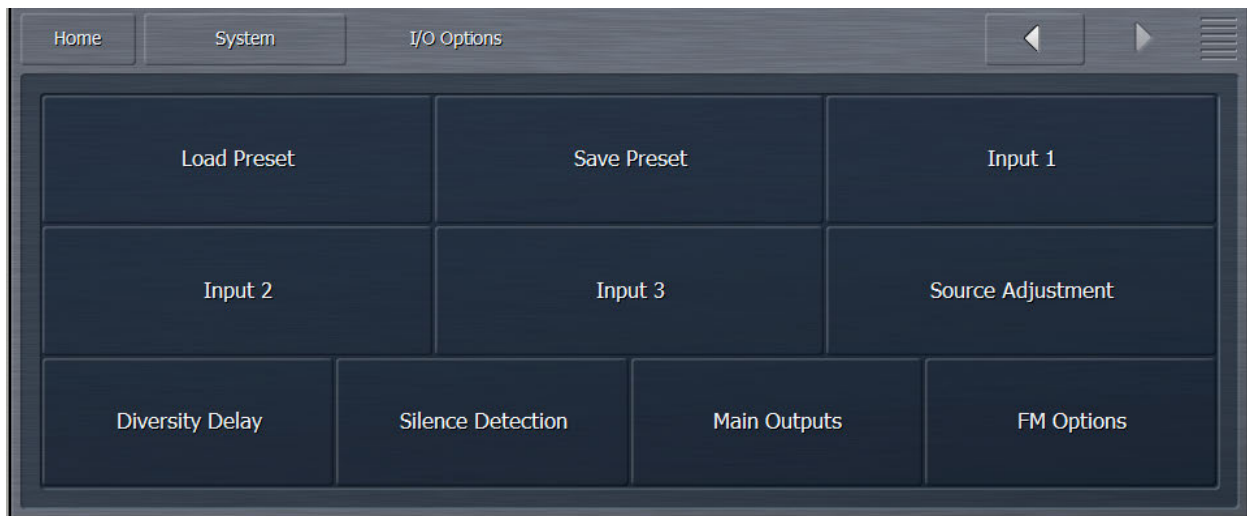 Home System I/O Options
Load Preset Save Preset Input 1
Input 2 Input 3 Source Adjustment
Diversity Delay Silence Detection Main Outputs FM Options